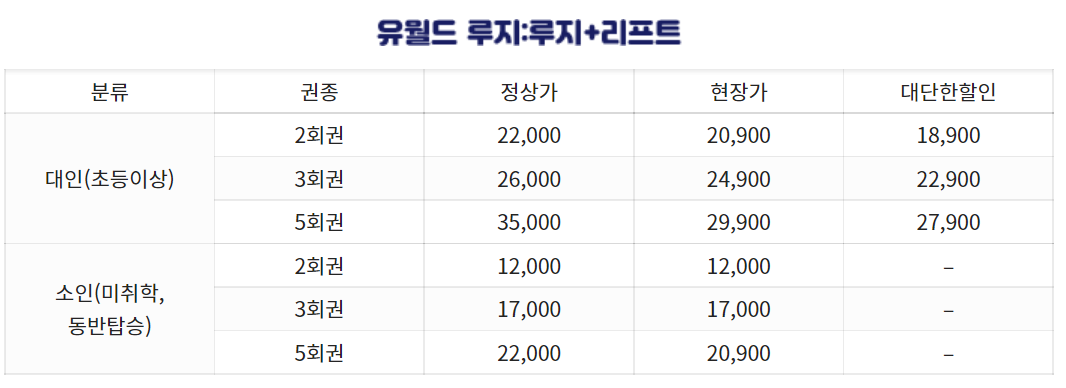 유월드 루지:루지+리프트
분류 권종 정상가 현장가 대단한할인
대인(초등이상)
2회권 22,000 20,900 18,900
3회권 26,000 24,900 22,900
5회권 35,000 29,900 27,900
소인(미취학,
동반탑승)
2회권 12,000 12,000 –
3회권 17,000 17,000 –
5회권 22,000 20,900 –